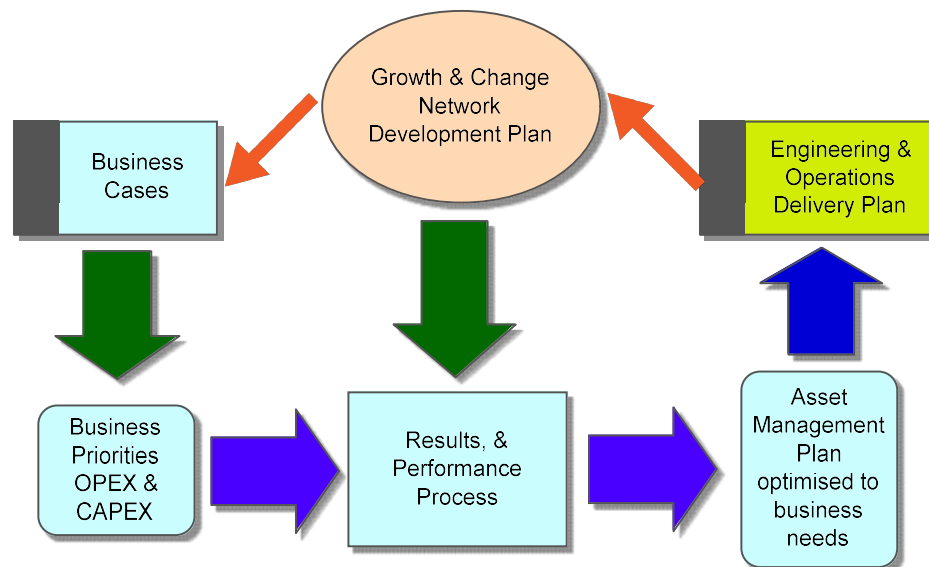 Growth & Change
Network
Development Plan
Business
Cases
Engineering &
Operations
Delivery Plan
Business
Priorities
OPEX &
CAPEX
Results, &
Performance
Process
Asset
Management
Plan
optimised to
business
needs